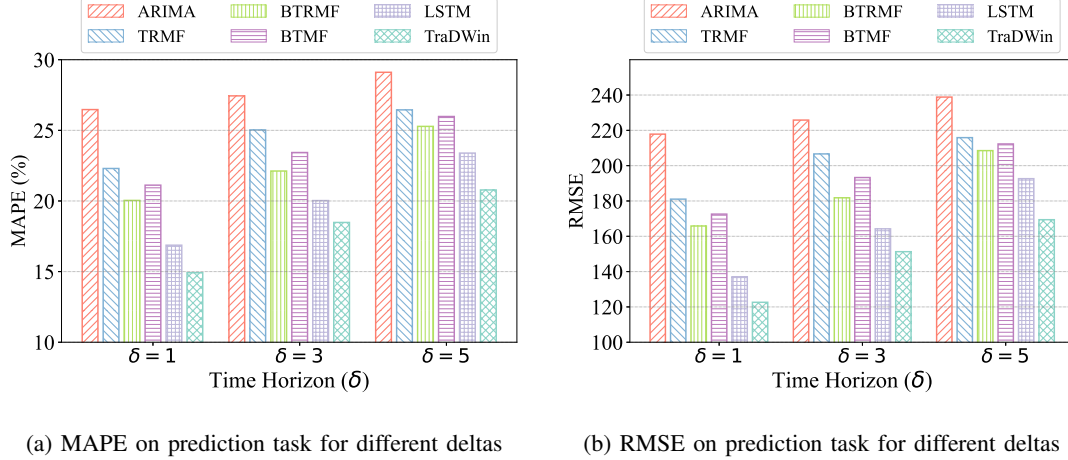 ARIMA BTRMF LSTM
TRMF BTMF TraDWin
30
25
20
15
10
MAPE (%)
δ = 1 δ = 3 δ = 5
Time Horizon (δ)
(a) MAPE on prediction task for different deltas
ARIMA BTRMF LSTM
TRMF BTMF TraDWin
240
220
200
180
160
140
120
100
RMSE
δ = 1 δ = 3 δ = 5
Time Horizon (δ)
(b) RMSE on prediction task for different deltas